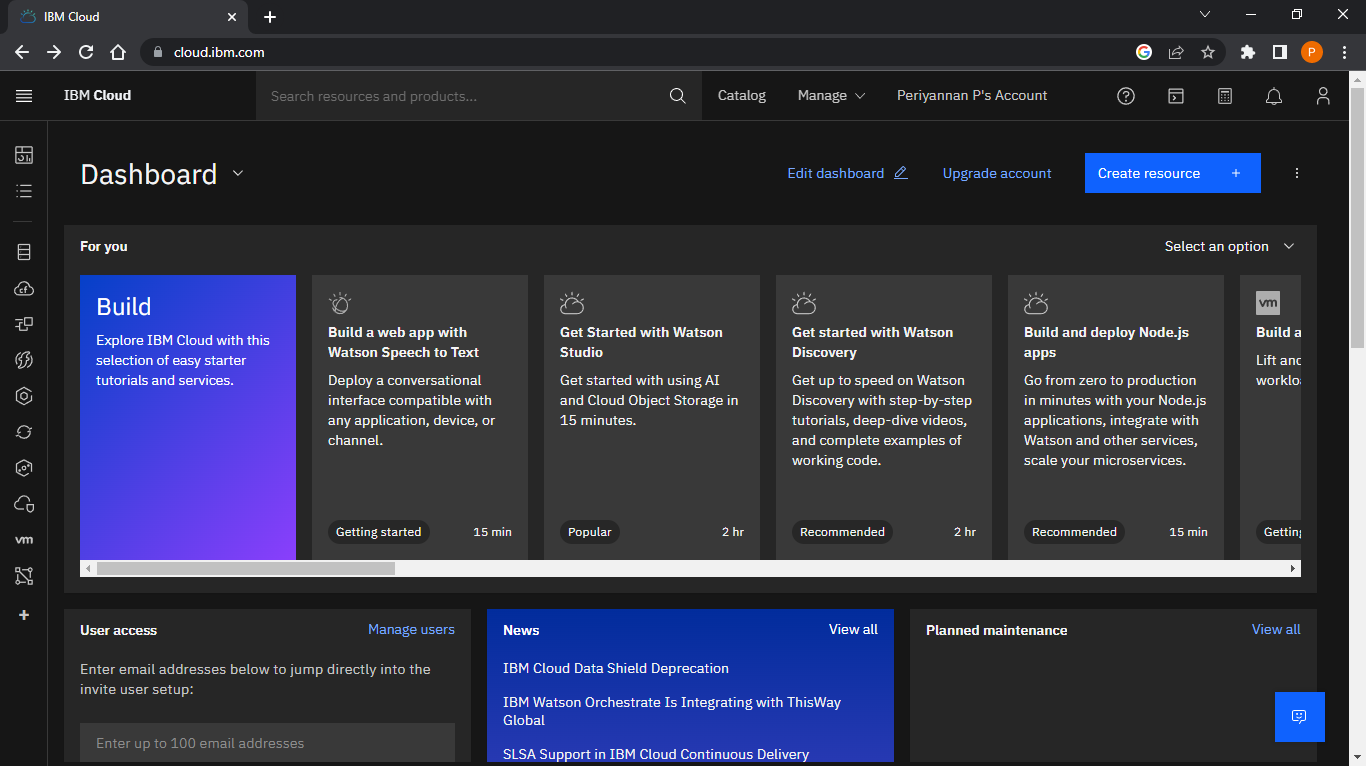 IBM Cloud
cloud.ibm.com
P
IBM Cloud
Search resources and products...
Catalog
Manage
Periyannan P's Account
Dashboard
Edit dashboard
Upgrade account
Create resource +
For you
Select an option
Build
Explore IBM Cloud with this
selection of easy starter
tutorials and services.
Build a web app with
Watson Speech to Text
Deploy a conversational
interface compatible with
any application, device, or
channel.
Getting started
15 min
Get Started with Watson
Studio
Get started with using AI
and Cloud Object Storage in
15 minutes.
Popular
2 hr
Get started with Watson
Discovery
Get up to speed on Watson
Discovery with step-by-step
tutorials, deep-dive videos,
and complete examples of
working code.
Recommended
2 hr
Build and deploy Node.js
apps
Go from zero to production
in minutes with your Node.js
applications, integrate with
Watson and other services,
scale your microservices.
Recommended
15 min
vm
Build a
Lift and
worklo
Getting
cf
vm
User access
Manage users
Enter email addresses below to jump directly into the
invite user setup:
Enter up to 100 email addresses
News
View all
IBM Cloud Data Shield Deprecation
IBM Watson Orchestrate Is Integrating with ThisWay
Global
SLSA Support in IBM Cloud Continuous Delivery
Planned maintenance
View all